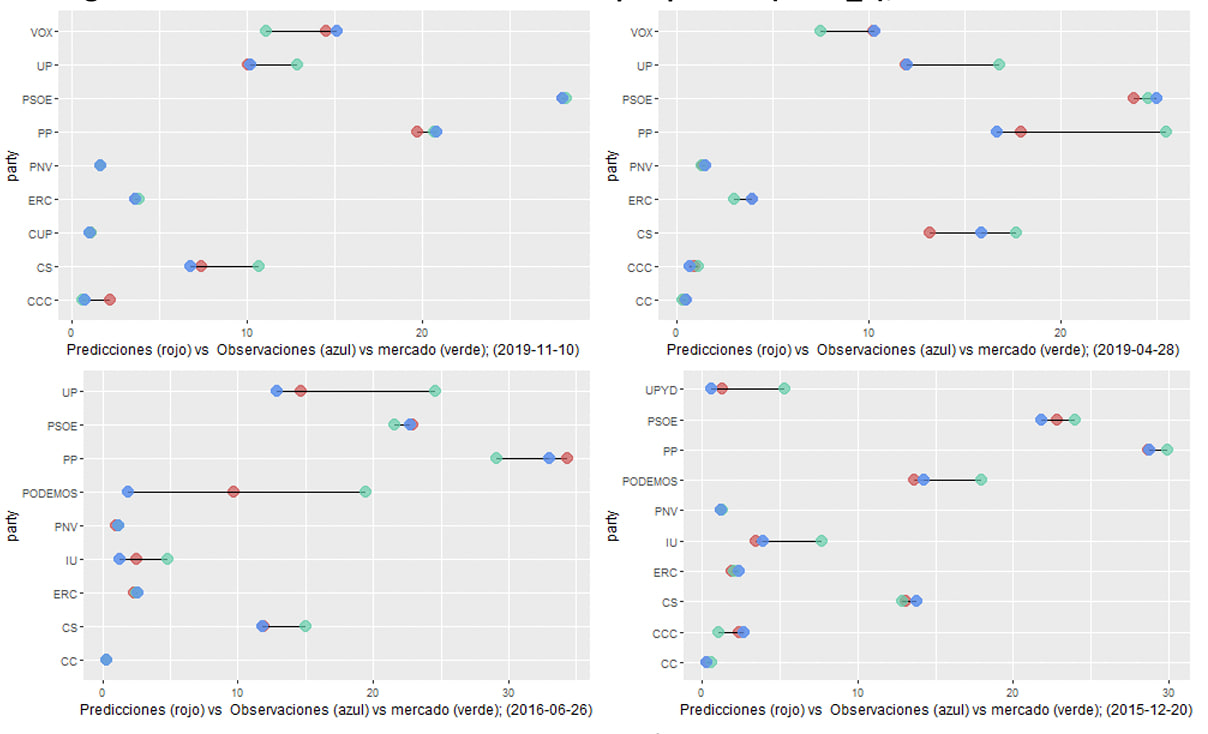 VOX
UP
PSOE
PP
PNV
ERC
CUP
CS
CCC
party
0 10 20
Predicciones (rojo) vs Observaciones (azul) vs mercado (verde); (2019-11-10)
VOX
UP
PSOE
PP
PNV
ERC
CS
CCC
CC
party
0 10 20
Predicciones (rojo) vs Observaciones (azul) vs mercado (verde); (2019-04-28)
UP
PSOE
PP
PODEMOS
PNV
IU
ERC
CS
CC
party
0 10 20 30
Predicciones (rojo) vs Observaciones (azul) vs mercado (verde); (2016-06-26)
UPYD
PSOE
PP
PODEMOS
PNV
IU
ERC
CS
CCC
CC
party
0 10 20 30
Predicciones (rojo) vs Observaciones (azul) vs mercado (verde); (2015-12-20)